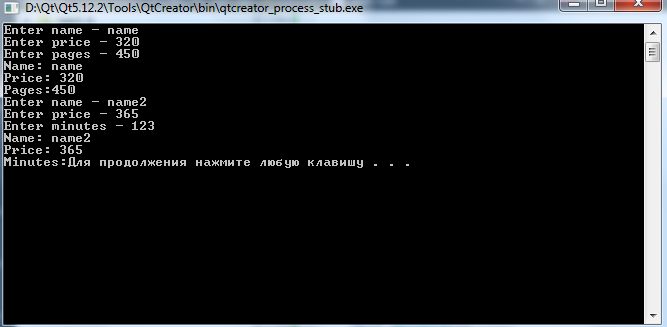 D:\Qt\Qt5.12.2\Tools\QtCreator\bin\qtcreator_process_stub.exe
Enter name - name
Enter price - 320
Enter pages - 450
Name: name
Price: 320
Pages:450
Enter name - name2
Enter price - 365
Enter minutes - 123
Name: name2
Price: 365
Minutes:Для продолжения нажмите любую клавишу . . .